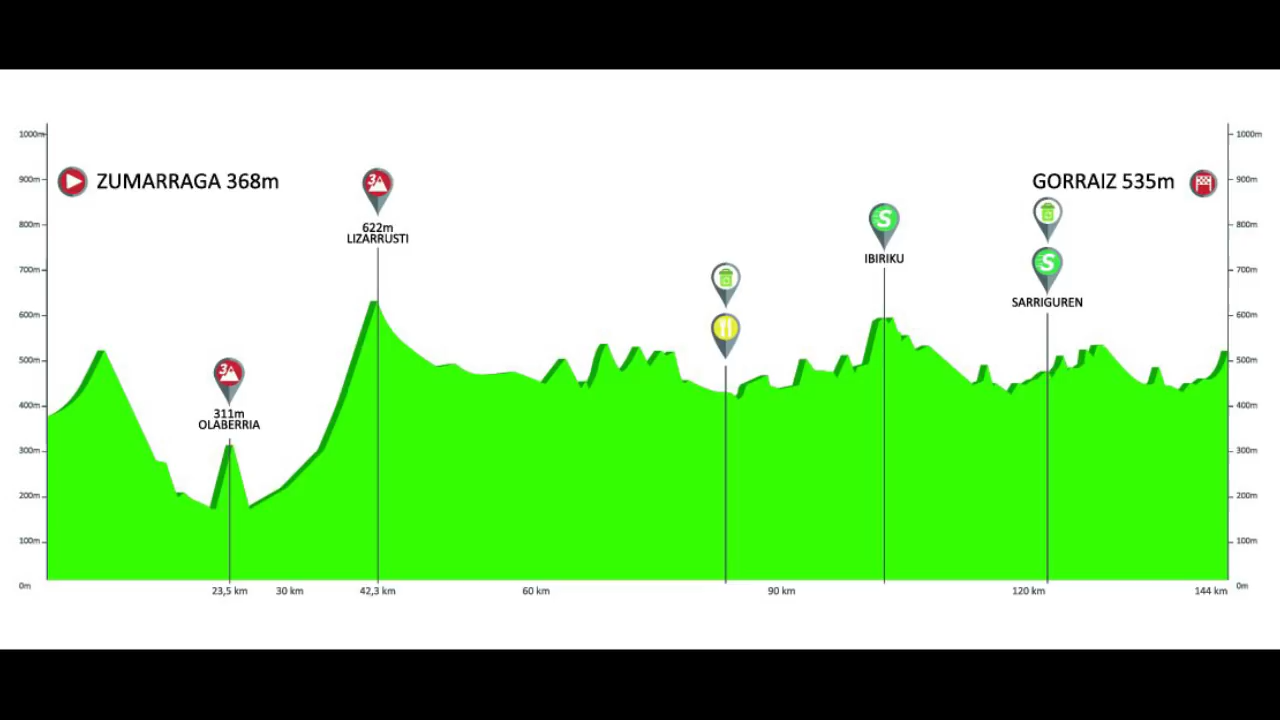 1000m
1000m
ZUMARRAGA 368m
GORRAIZ 535m
900m
900m
3
800m
800m
622m
LIZARRUSTI
S
IBIRIKU
700m
700m
S
SARRIGUREN
600m
600m
500m
500m
3
400m
400m
311m
OLABERRIA
300m
300m
200m
200m
100m
100m
0m
0m
23,5 km
30 km
42,3 km
60 km
90 km
120 km
144 km